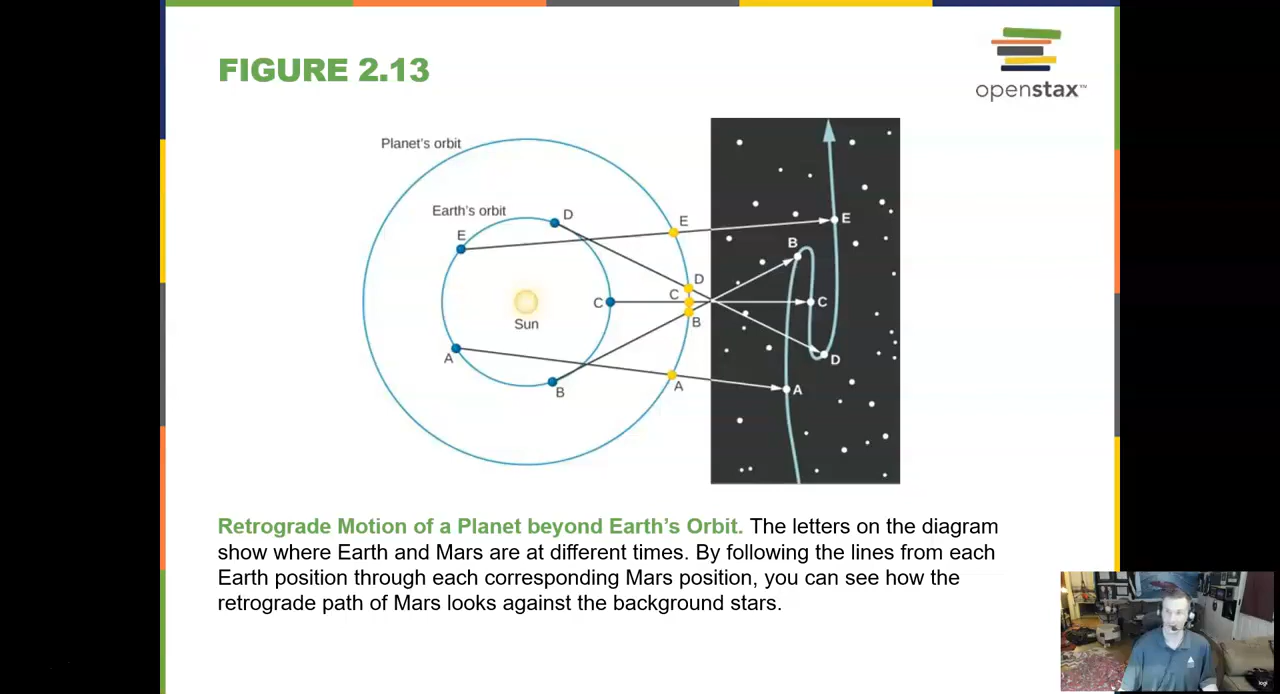 FIGURE 2.13
openstax™
Planet's orbit
Earth's orbit
D
E
E
E
B
D
C
C
C
Sun
B
D
A
A
A
B
Retrograde Motion of a Planet beyond Earth's Orbit. The letters on the diagram
show where Earth and Mars are at different times. By following the lines from each
Earth position through each corresponding Mars position, you can see how the
retrograde path of Mars looks against the background stars.
logi